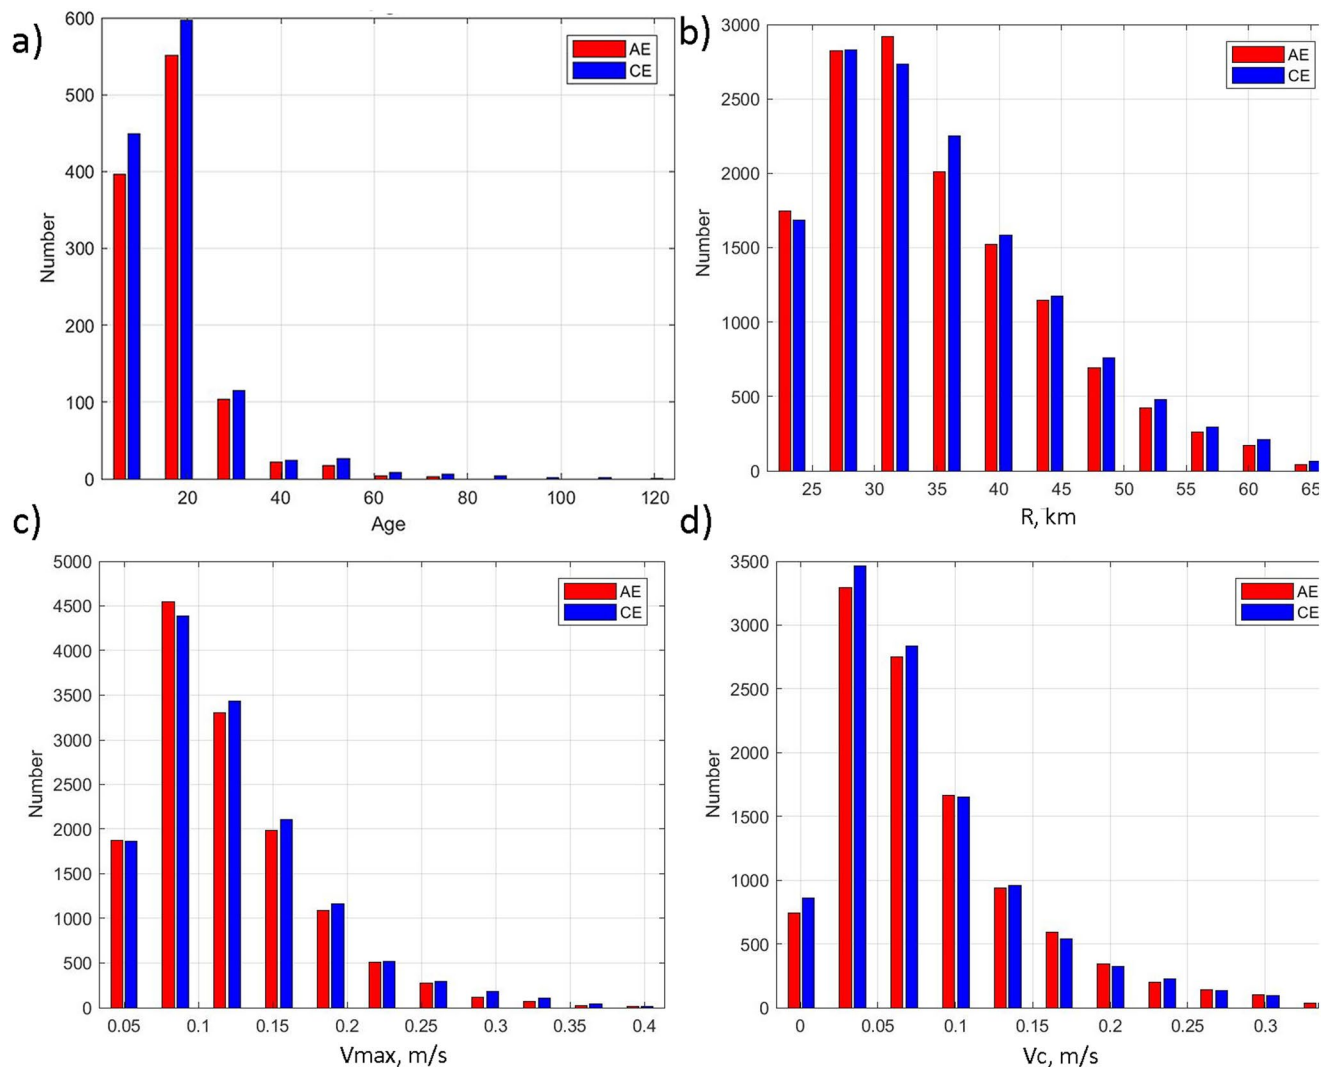 a)
600
500
400
300
200
100
0
Number
AE
CE
20 40 60 80 100 120
Age
b)
3000
2500
2000
1500
1000
500
0
Number
AE
CE
25 30 35 40 45 50 55 60 65
R, km
c)
5000
4500
4000
3500
3000
2500
2000
1500
1000
500
0
Number
AE
CE
0.05 0.1 0.15 0.2 0.25 0.3 0.35 0.4
Vmax, m/s
d)
3500
3000
2500
2000
1500
1000
500
0
Number
AE
CE
0 0.05 0.1 0.15 0.2 0.25 0.3
Vc, m/s